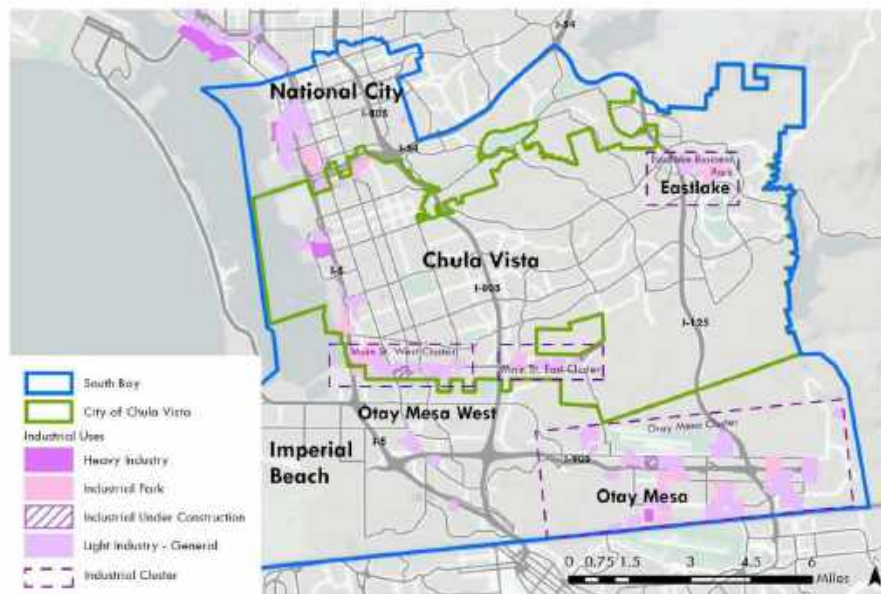 I-54
National City
I-805
I-54
Eastlake Business
Park
Eastlake
Chula Vista
I-5
I-805
I-125
Main St. West Cluster
Main St. East Cluster
Otay Mesa West
Otay Mesa Cluster
Imperial
Beach
I-5
I-905
Otay Mesa
South Bay
City of Chula Vista
Industrial Uses
Heavy Industry
Industrial Park
Industrial Under Construction
Light Industry - General
Industrial Cluster
0 0.75 1.5 3 4.5 6
Miles